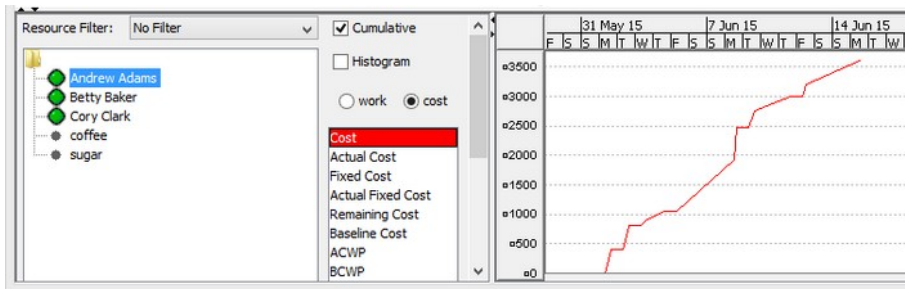 Resource Filter: No Filter
Andrew Adams
Betty Baker
Cory Clark
coffee
sugar
Cumulative
Histogram
work cost
Cost
Actual Cost
Fixed Cost
Actual Fixed Cost
Remaining Cost
Baseline Cost
ACWP
BCWP
31 May 15 7 Jun 15 14 Jun 15
F S S M T W T F S S M T W T F S S M T W
¤3500
¤3000
¤2500
¤2000
¤1500
¤1000
¤500
¤0